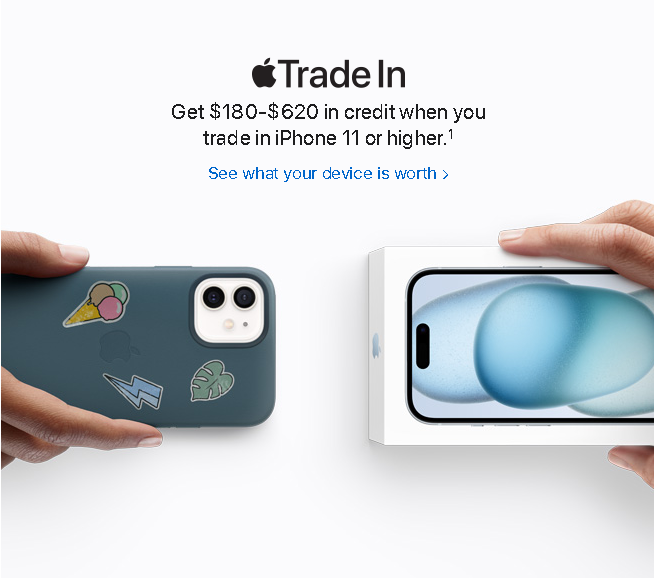 Trade In
Get $180-$620 in credit when you
trade in iPhone 11 or higher.¹
See what your device is worth >